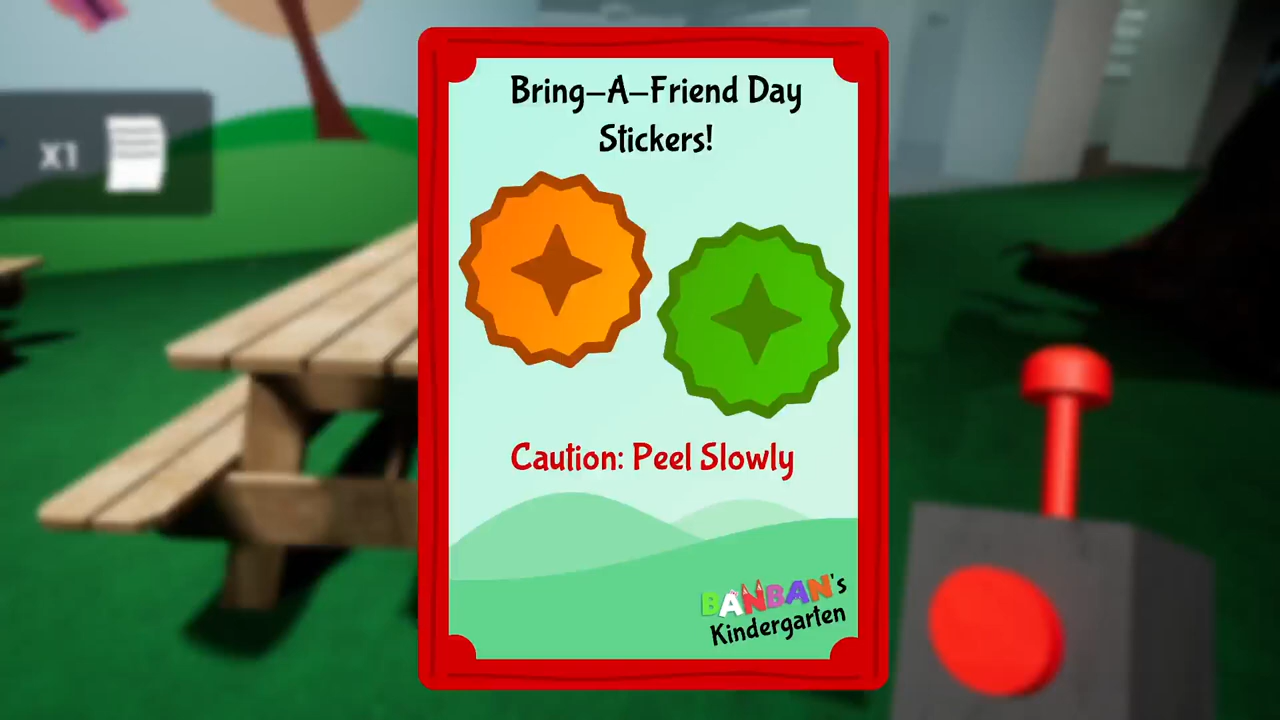 Bring-A-Friend Day
Stickers!
X1
Caution: Peel Slowly
BANBAN's
Kindergarten